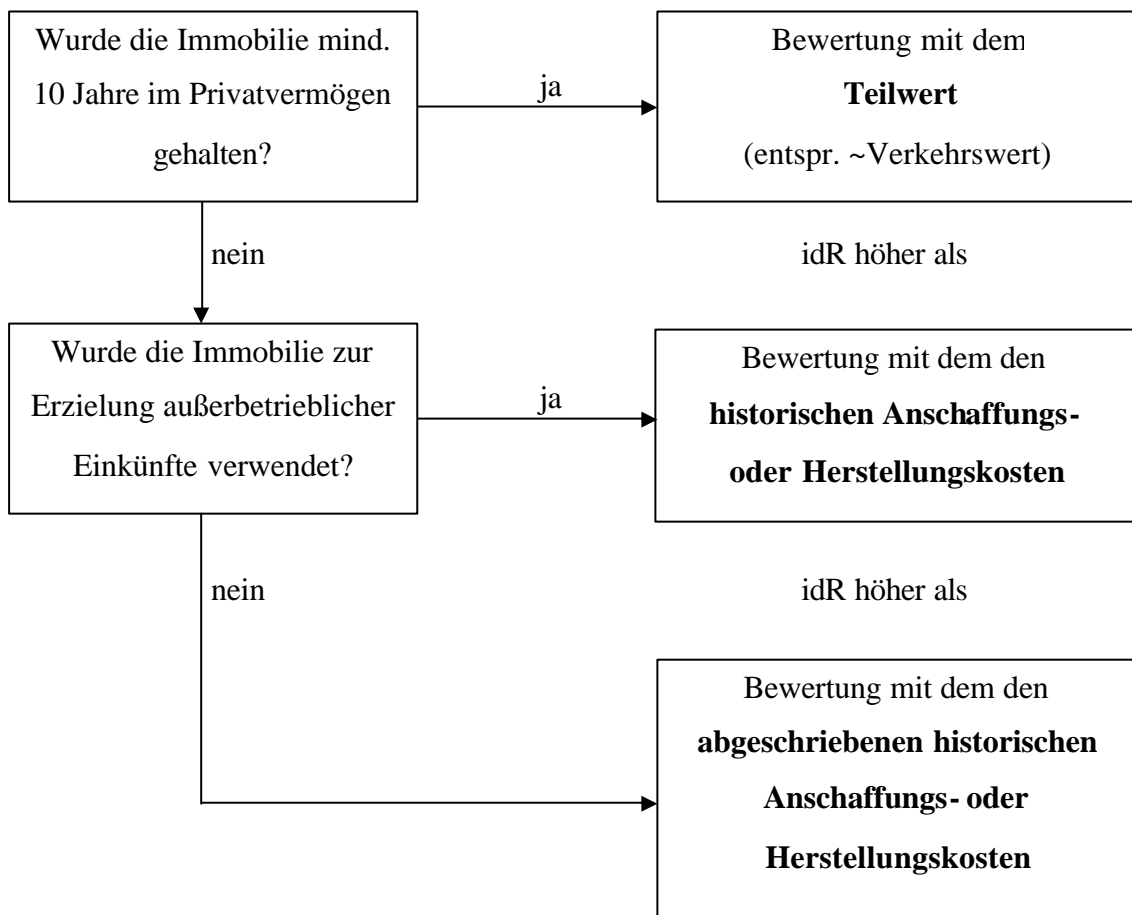 Wurde die Immobilie mind.
10 Jahre im Privatvermögen
gehalten?
ja
Bewertung mit dem
Teilwert
(entspr. ~Verkehrswert)
nein
idR höher als
Wurde die Immobilie zur
Erzielung außerbetrieblicher
Einkünfte verwendet?
ja
Bewertung mit dem den
historischen Anschaffungs-
oder Herstellungskosten
nein
idR höher als
Bewertung mit dem den
abgeschriebenen historischen
Anschaffungs- oder
Herstellungskosten